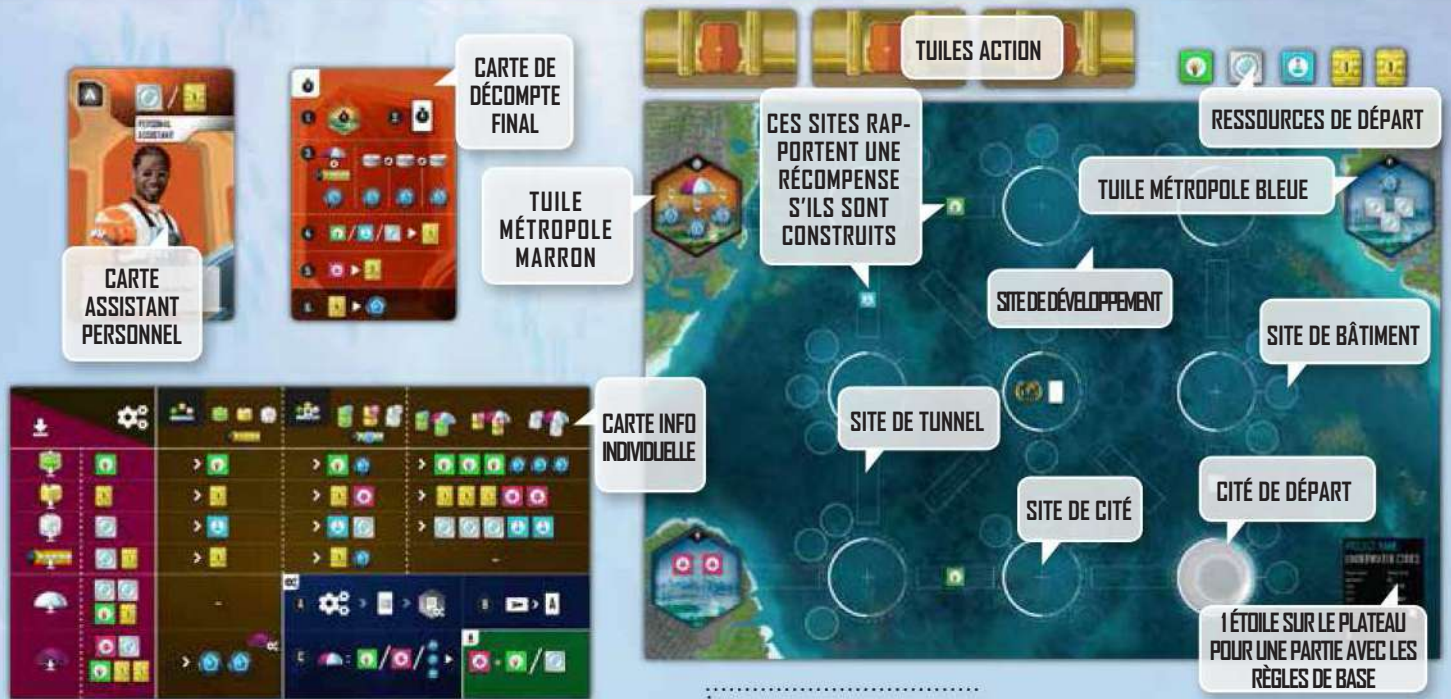 CARTE DE
DÉCOMPTE
FINAL
A
PERSONAL
ASSISTANT
CARTE
ASSISTANT
PERSONNEL
TUILES ACTION
RESSOURCES DE DÉPART
CES SITES RAP-
PORTENT UNE
RÉCOMPENSE
S'ILS SONT
CONSTRUITS
TUILE
MÉTROPOLE
MARRON
TUILE MÉTROPOLE BLEUE
SITE DE DÉVELOPPEMENT
SITE DE BÂTIMENT
SITE DE TUNNEL
SITE DE CITÉ
CITÉ DE DÉPART
CARTE INFO
INDIVIDUELLE
UNDERWATER CITIES
1 ÉTOILE SUR LE PLATEAU
POUR UNE PARTIE AVEC LES
RÈGLES DE BASE
A
B
A